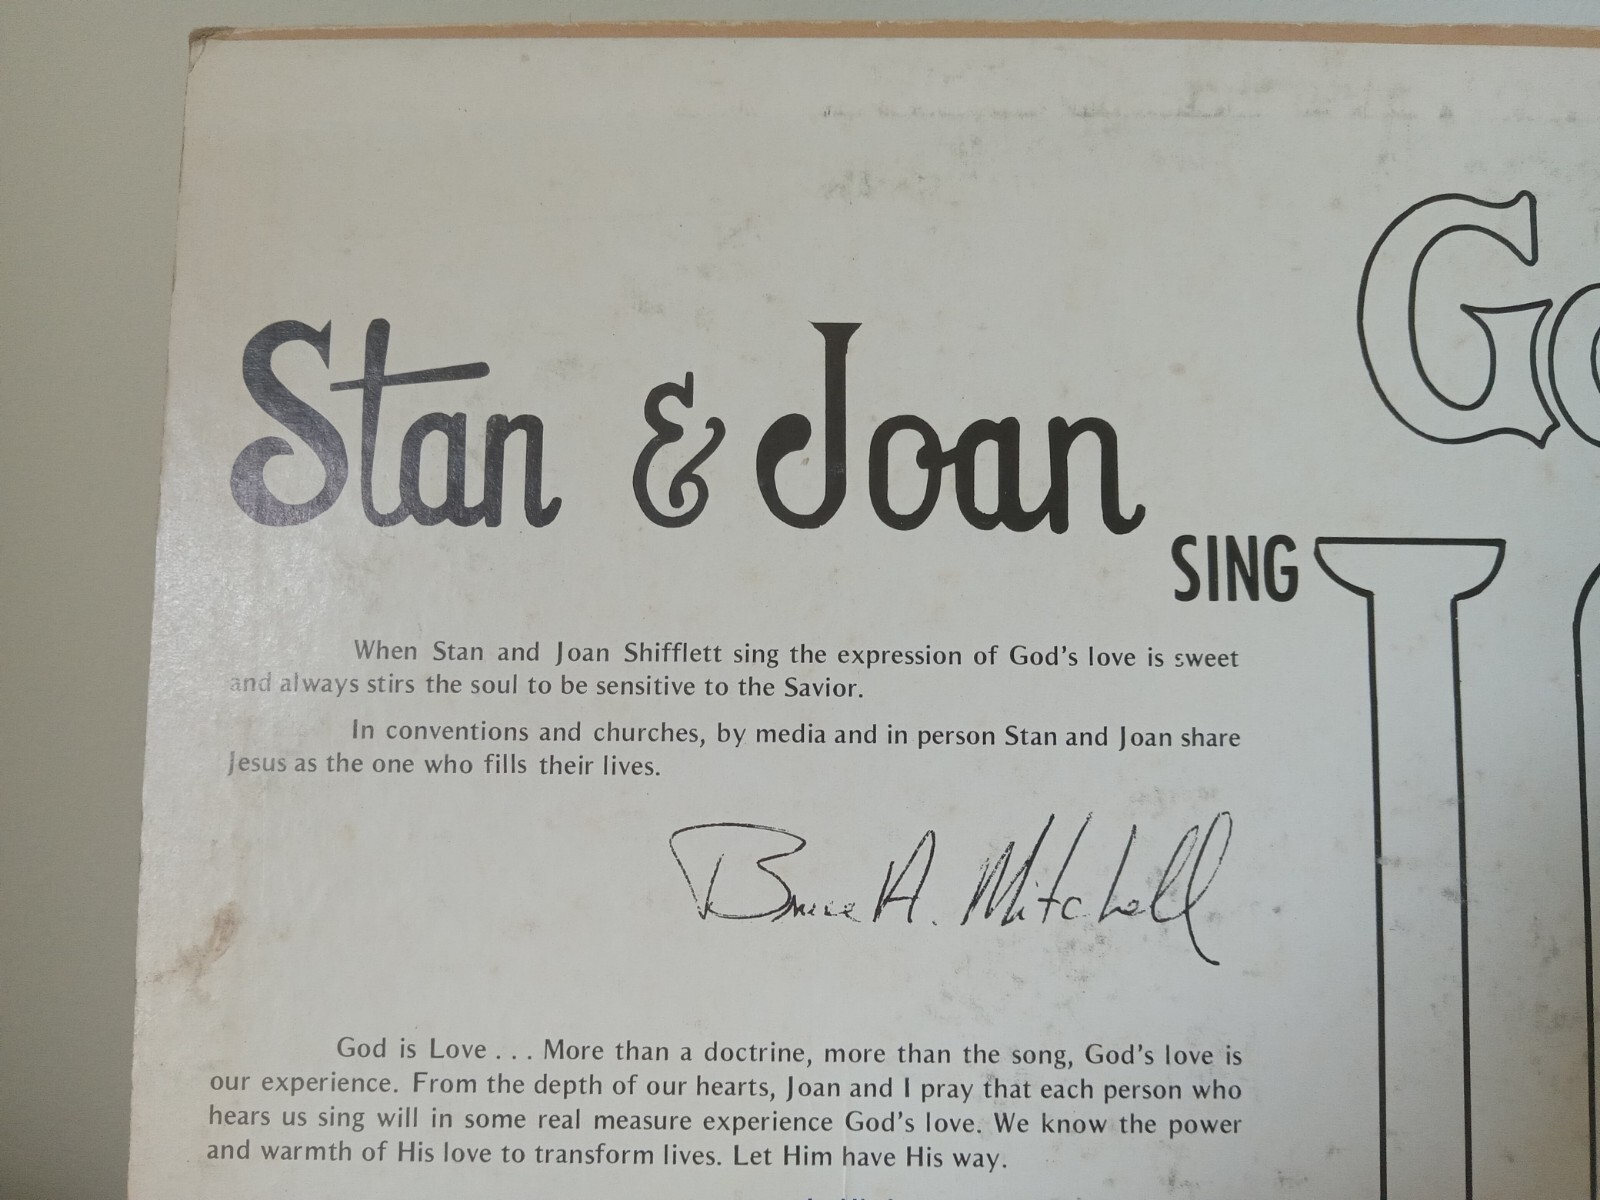 Stan & Joan
SING
When Stan and Joan Shifflett sing the expression of God's love is sweet
and always stirs the soul to be sensitive to the Savior.
In conventions and churches, by media and in person Stan and Joan share
Jesus as the one who fills their lives.
Bruce A. Mitchell
God is Love . . . More than a doctrine, more than the song, God's love is
our experience. From the depth of our hearts, Joan and I pray that each person who
hears us sing will in some real measure experience God's love. We know the power
and warmth of His love to transform lives. Let Him have His way.